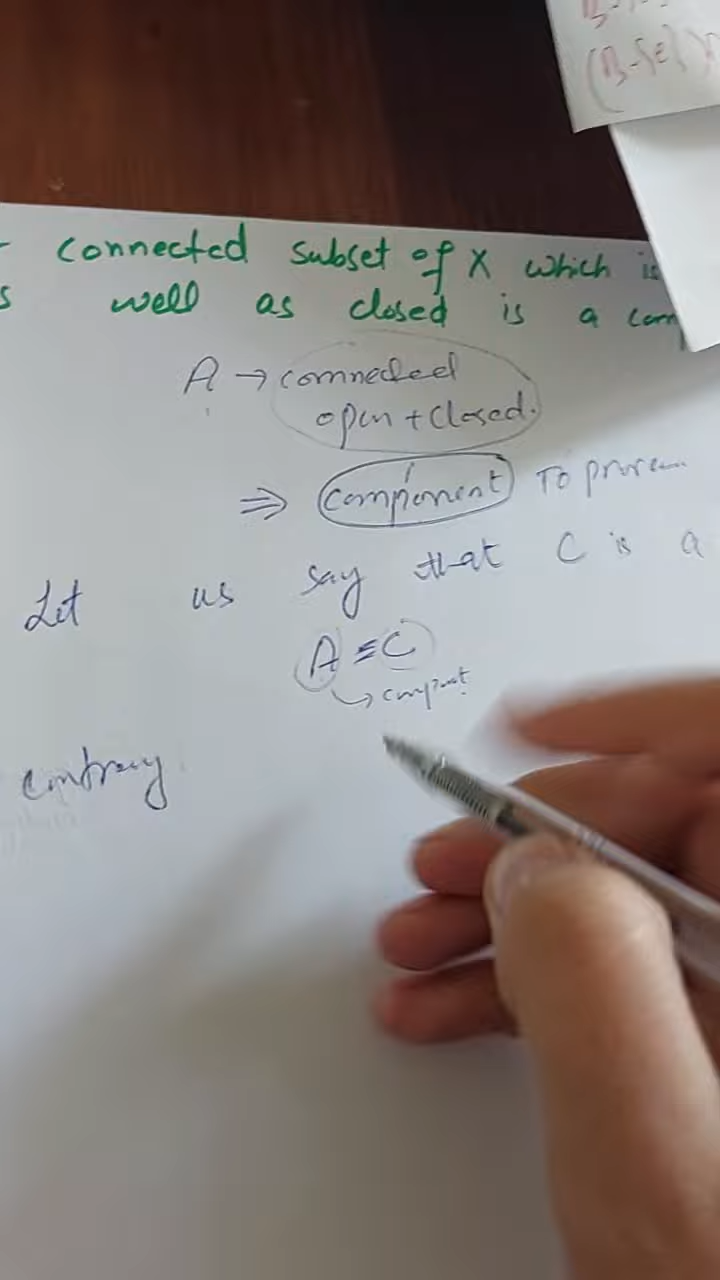 connected subset of X which is
well as closed is a
A → connected
open + closed.
⇒ component To prove
Let us say that C is a
A = C
contrary